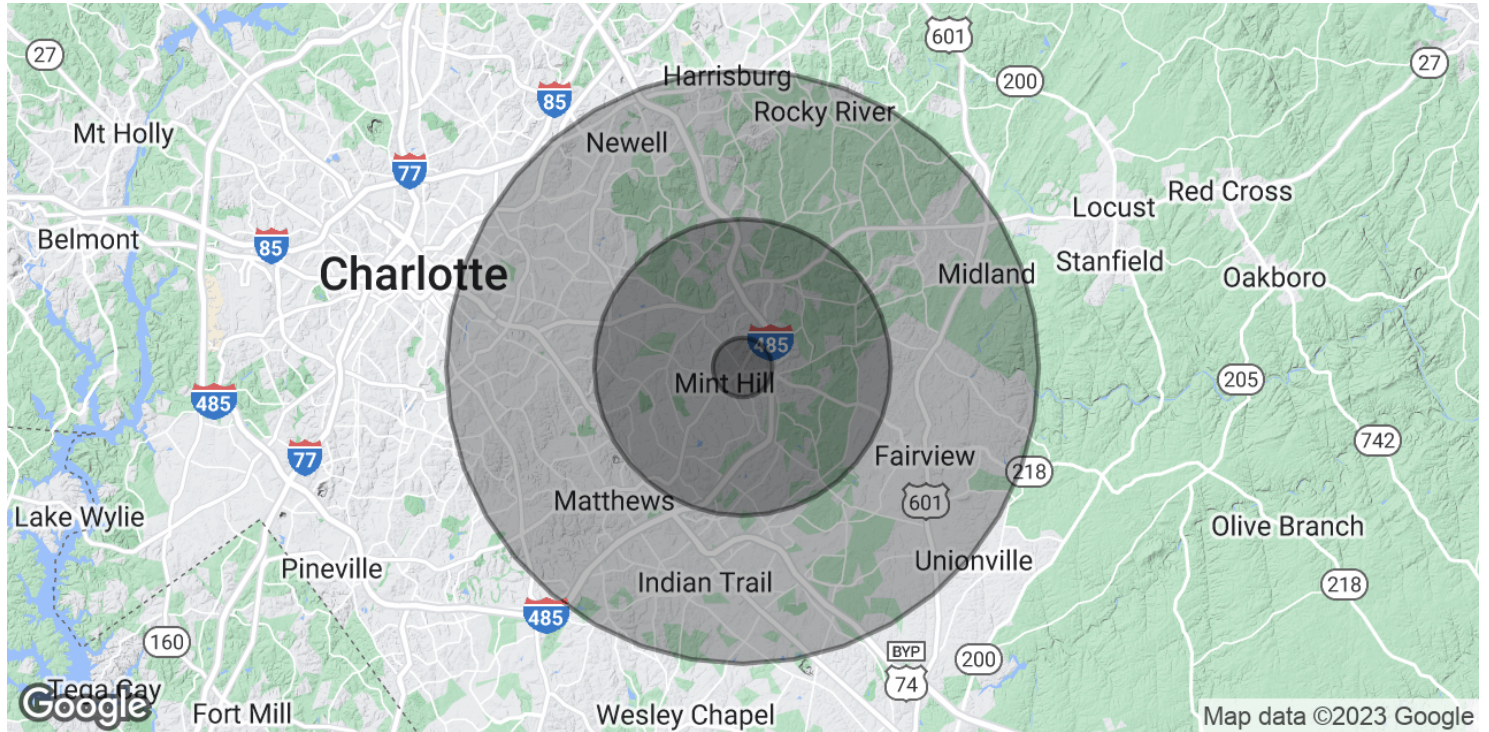 601
27
200
27
Harrisburg
85
Rocky River
Mt Holly
Newell
77
Red Cross
Locust
Belmont
85
Charlotte
Stanfield
Midland
Oakboro
485
Mint Hill
205
485
742
77
Fairview
218
Matthews
601
Lake Wylie
Olive Branch
Pineville
Unionville
Indian Trail
218
485
160
BYP
74
200
Tega Cay
Google
Fort Mill
Wesley Chapel
Map data ©2023 Google